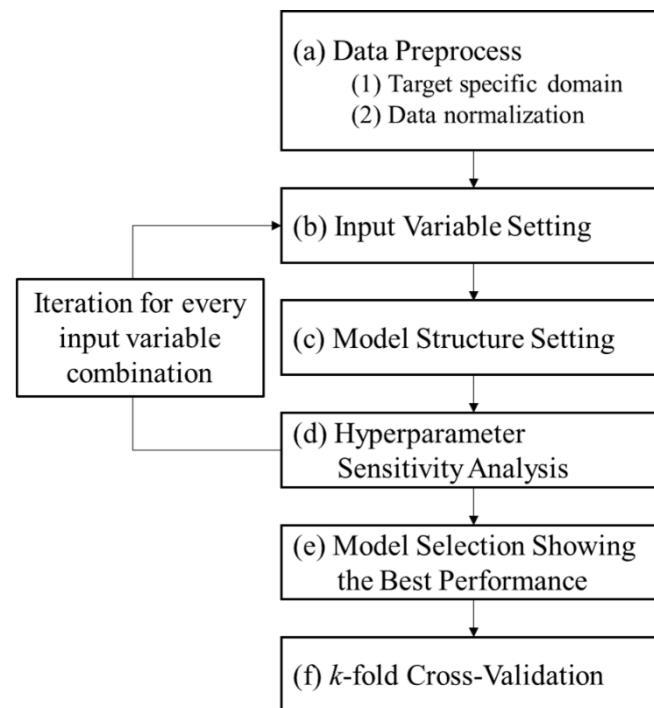 (a) Data Preprocess
(1) Target specific domain
(2) Data normalization
(b) Input Variable Setting
Iteration for every
input variable
combination
(c) Model Structure Setting
(d) Hyperparameter
Sensitivity Analysis
(e) Model Selection Showing
the Best Performance
(f) k-fold Cross-Validation